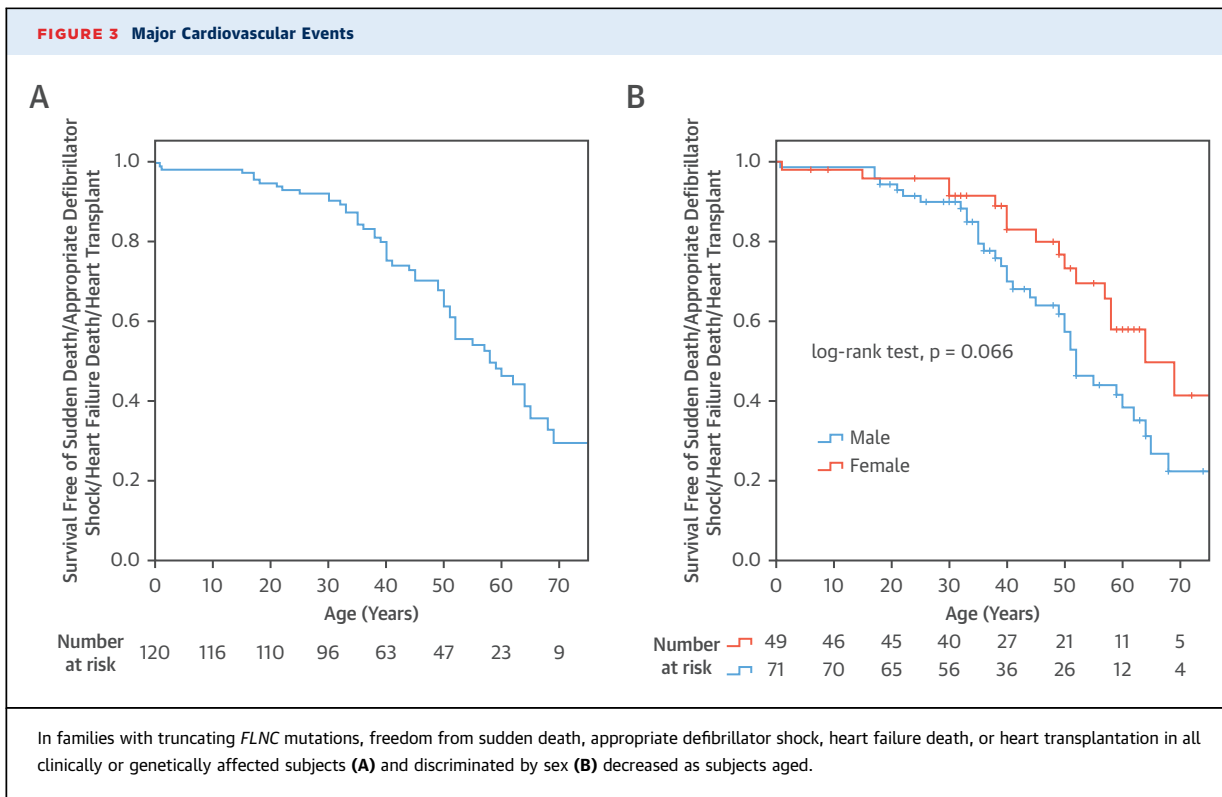 FIGURE 3 Major Cardiovascular Events
A
Survival Free of Sudden Death/Appropriate Defibrillator
Shock/Heart Failure Death/Heart Transplant
1.0
0.8
0.6
0.4
0.2
0.0
0 10 20 30 40 50 60 70
Age (Years)
Number
at risk
120 116 110 96 63 47 23 9
B
Survival Free of Sudden Death/Appropriate Defibrillator
Shock/Heart Failure Death/Heart Transplant
1.0
0.8
0.6
0.4
0.2
0.0
log-rank test, p = 0.066
Male
Female
0 10 20 30 40 50 60 70
Age (Years)
Number
at risk
49 46 45 40 27 21 11 5
71 70 65 56 36 26 12 4
In families with truncating FLNC mutations, freedom from sudden death, appropriate defibrillator shock, heart failure death, or heart transplantation in all
clinically or genetically affected subjects (A) and discriminated by sex (B) decreased as subjects aged.